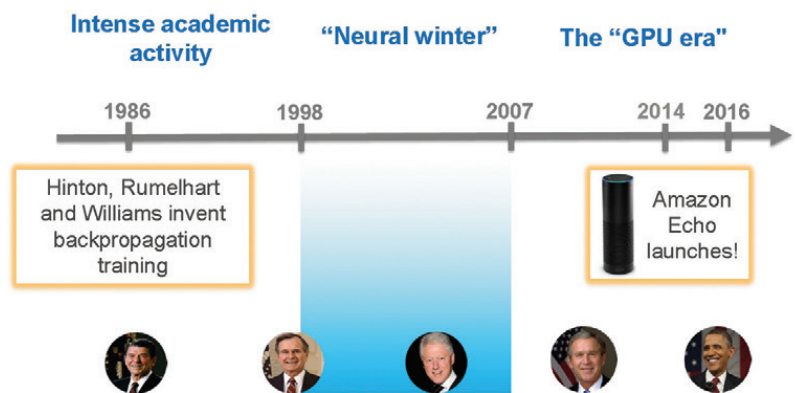 Intense academic
activity
“Neural winter”
The “GPU era"
1986
1998
2007
2014
2016
Hinton, Rumelhart
and Williams invent
backpropagation
training
Amazon
Echo
launches!